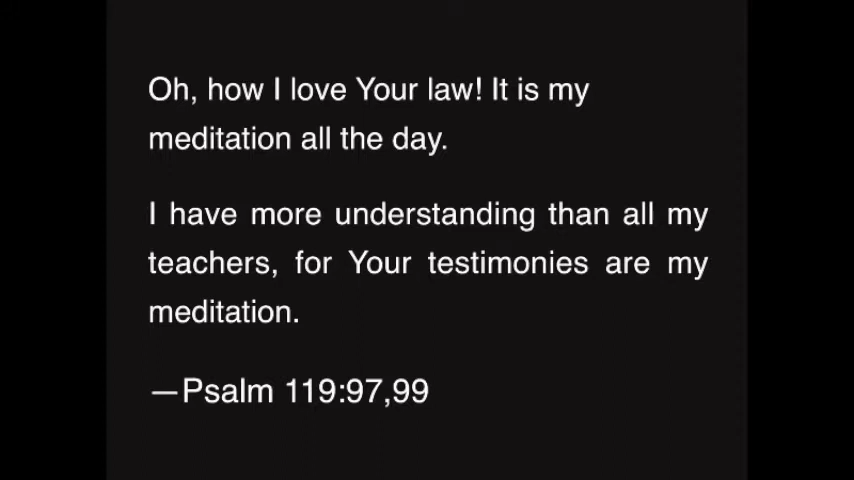 Oh, how I love Your law! It is my
meditation all the day.
I have more understanding than all my
teachers, for Your testimonies are my
meditation.
—Psalm 119:97,99